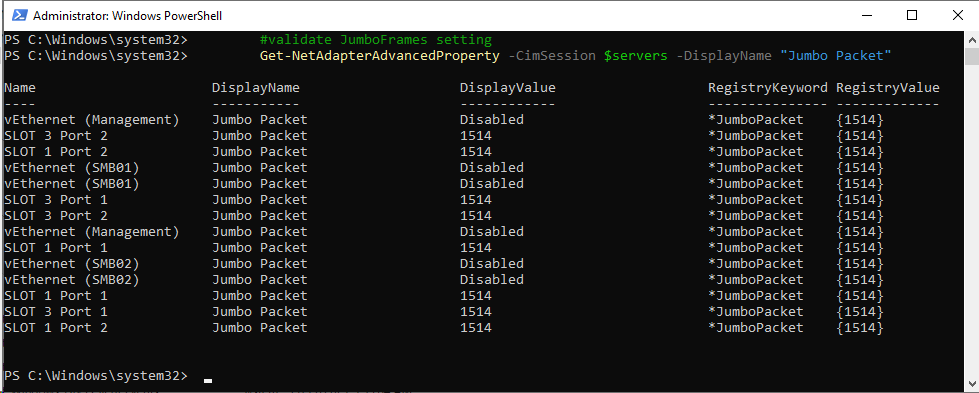 Administrator: Windows PowerShell
PS C:\Windows\system32>         #validate JumboFrames setting
PS C:\Windows\system32>         Get-NetAdapterAdvancedProperty -CimSession $servers -DisplayName "Jumbo Packet"
Name                      DisplayName                    DisplayValue                   RegistryKeyword RegistryValue
----                      -----------                    ------------                   --------------- -------------
vEthernet (Management)    Jumbo Packet                   Disabled                       *JumboPacket    {1514}
SLOT 3 Port 2             Jumbo Packet                   1514                           *JumboPacket    {1514}
SLOT 1 Port 2             Jumbo Packet                   1514                           *JumboPacket    {1514}
vEthernet (SMB01)         Jumbo Packet                   Disabled                       *JumboPacket    {1514}
vEthernet (SMB01)         Jumbo Packet                   Disabled                       *JumboPacket    {1514}
SLOT 3 Port 1             Jumbo Packet                   1514                           *JumboPacket    {1514}
SLOT 3 Port 2             Jumbo Packet                   1514                           *JumboPacket    {1514}
vEthernet (Management)    Jumbo Packet                   Disabled                       *JumboPacket    {1514}
SLOT 1 Port 1             Jumbo Packet                   1514                           *JumboPacket    {1514}
vEthernet (SMB02)         Jumbo Packet                   Disabled                       *JumboPacket    {1514}
vEthernet (SMB02)         Jumbo Packet                   Disabled                       *JumboPacket    {1514}
SLOT 1 Port 1             Jumbo Packet                   1514                           *JumboPacket    {1514}
SLOT 3 Port 1             Jumbo Packet                   1514                           *JumboPacket    {1514}
SLOT 1 Port 2             Jumbo Packet                   1514                           *JumboPacket    {1514}
PS C:\Windows\system32>